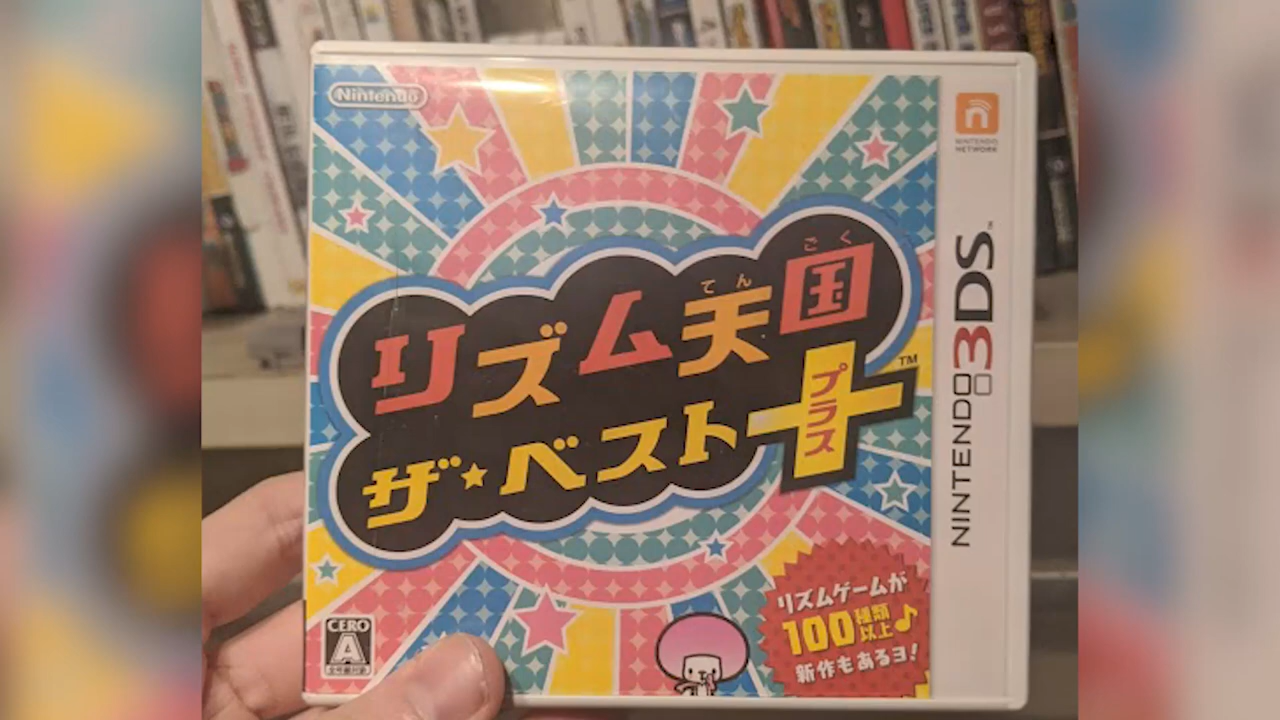 Nintendo
ごく
てん
リズム天国
ザ★ベスト+
プラス
TM
リズムゲームが
100種類以上♪
新作もあるヨ!
CERO
A
NINTENDO NETWORK
NINTENDO 3DS
TM